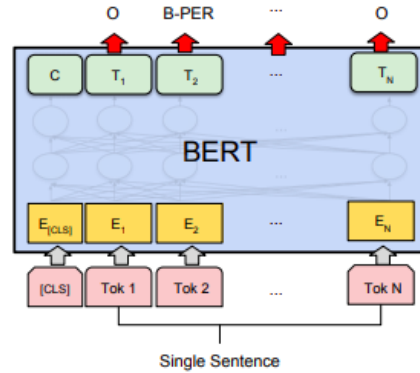 O B-PER ... O
C T1 T2 ... TN
...
BERT
...
E[CLS] E1 E2 ... EN
[CLS] Tok 1 Tok 2 ... Tok N
Single Sentence